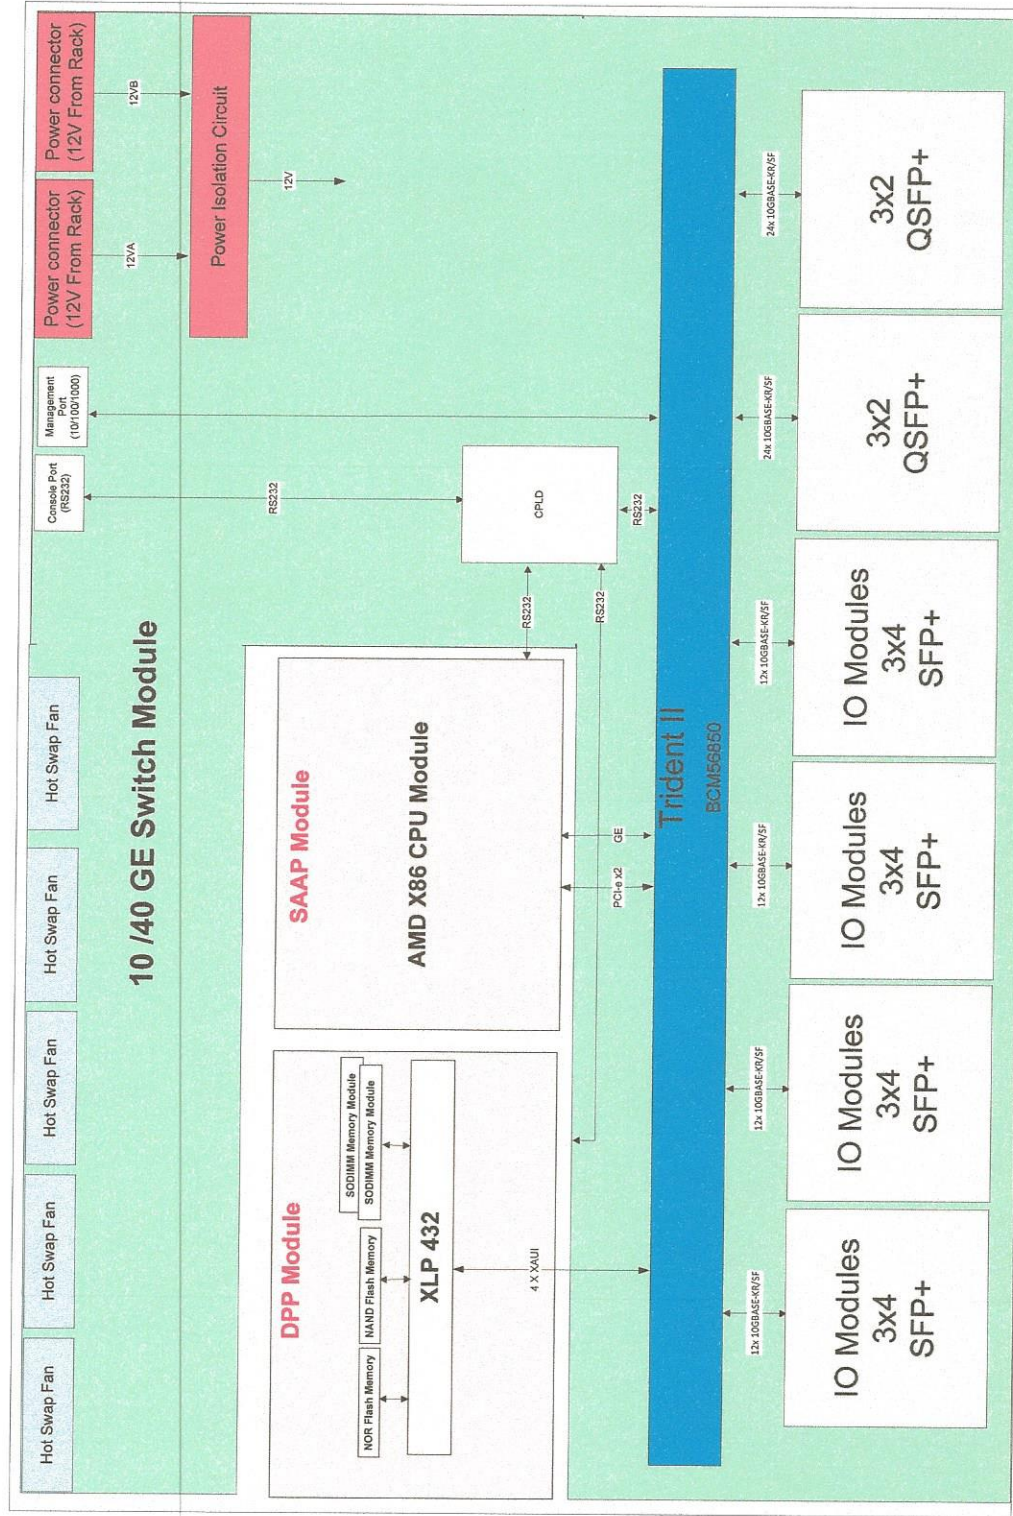 Hot Swap Fan
Hot Swap Fan
Hot Swap Fan
Hot Swap Fan
Hot Swap Fan
Console Port
(RS232)
Management
Port
(10/100/1000)
Power connector
(12V From Rack)
Power connector
(12V From Rack)
12VA
12VB
10 /40 GE Switch Module
Power Isolation Circuit
12V
RS232
DPP Module
SODIMM Memory Module
SODIMM Memory Module
NOR Flash Memory
NAND Flash Memory
XLP 432
4 X XAUI
SAAP Module
AMD X86 CPU Module
PCI-e x2
GE
RS232
RS232
CPLD
RS232
Trident II
BCM56850
12x 10GBASE-KR/SF
12x 10GBASE-KR/SF
12x 10GBASE-KR/SF
12x 10GBASE-KR/SF
24x 10GBASE-KR/SF
24x 10GBASE-KR/SF
IO Modules
3x4
SFP+
IO Modules
3x4
SFP+
IO Modules
3x4
SFP+
IO Modules
3x4
SFP+
3x2
QSFP+
3x2
QSFP+